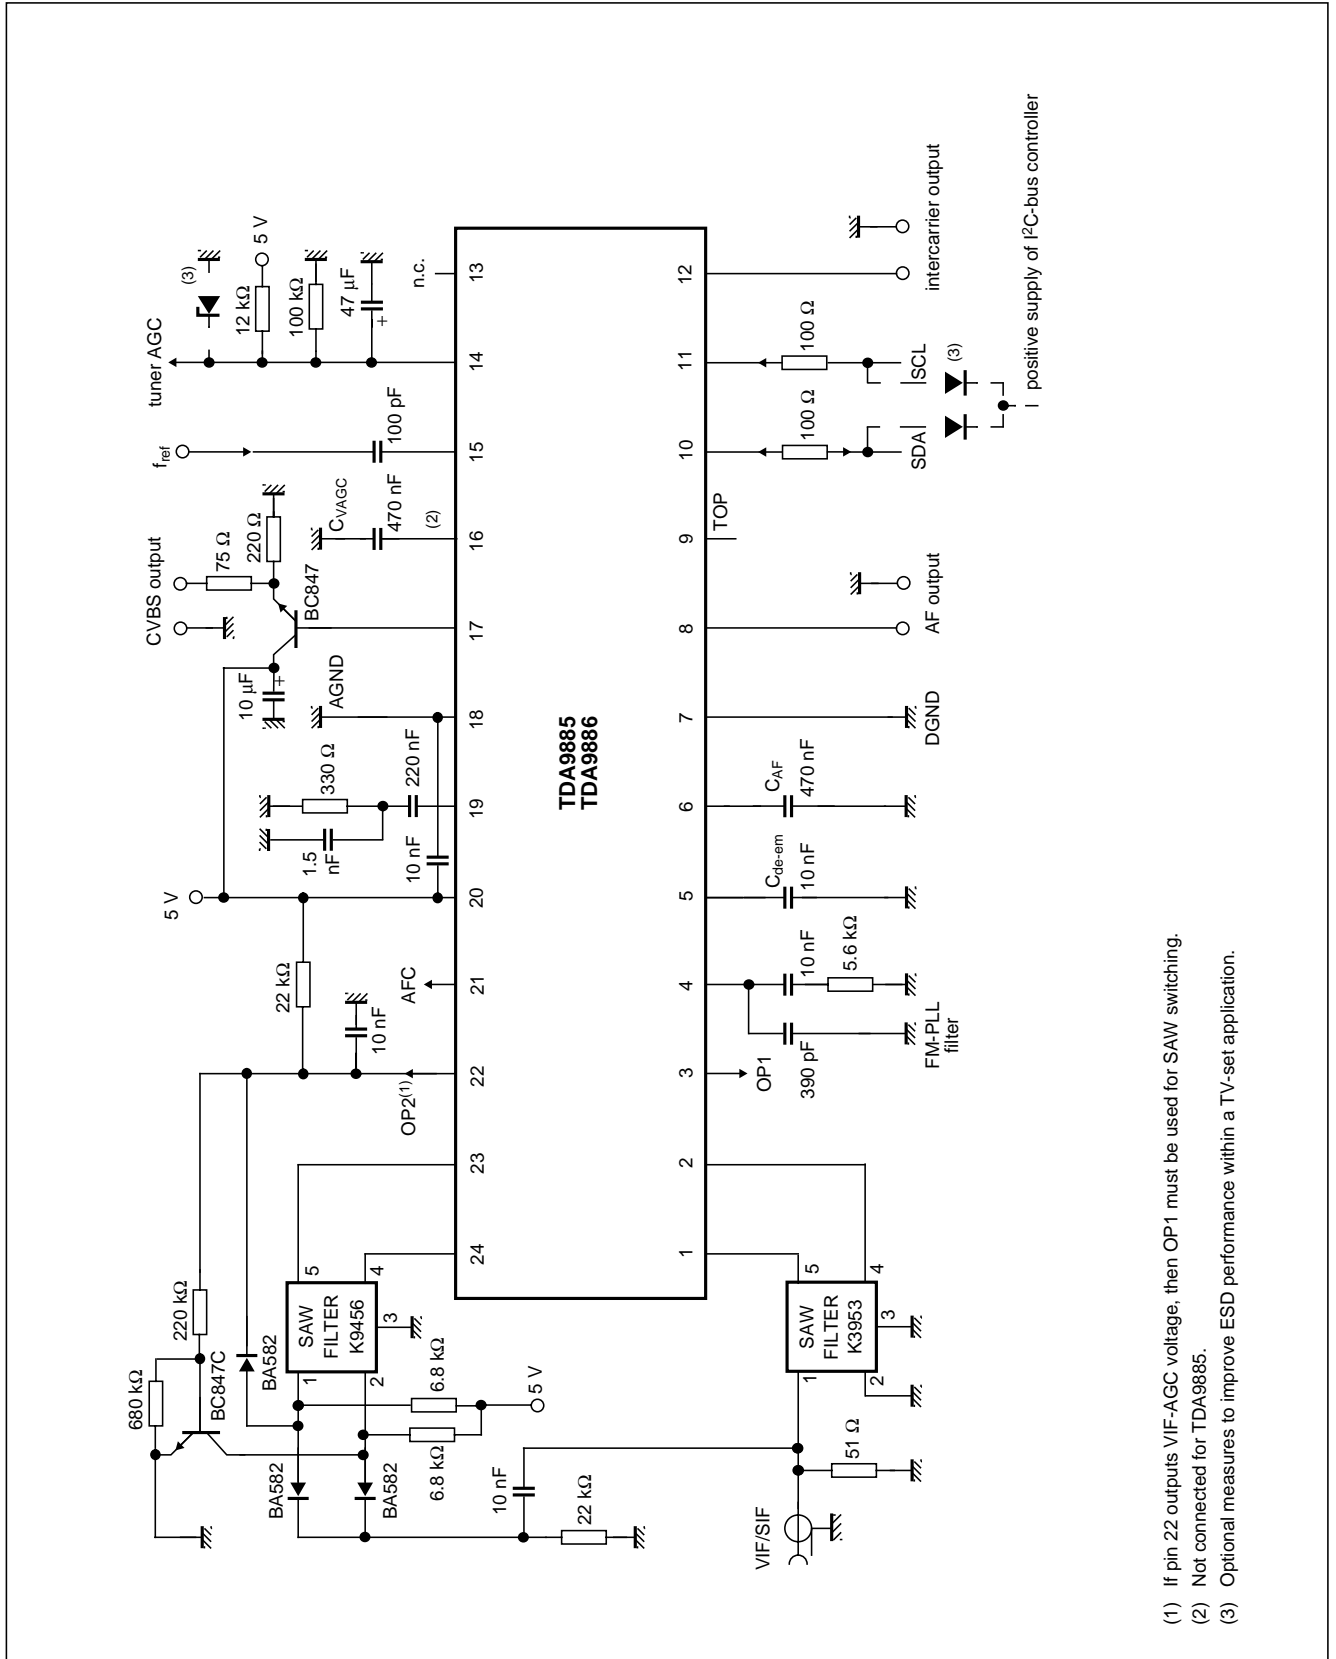 VIF/SIF
51 Ω
22 kΩ
10 nF
BA582
BA582
6.8 kΩ
6.8 kΩ
5 V
680 kΩ
BC847C
BA582
220 kΩ
1
2
SAW
FILTER
K9456
3
5
4
1
2
SAW
FILTER
K3953
3
5
4
OP2(1)
10 nF
22 kΩ
AFC
5 V
1.5
nF
330 Ω
10 nF
220 nF
AGND
10 μF
CVBS output
75 Ω
220 Ω
BC847
CVAGC
470 nF
(2)
fref
100 pF
tuner AGC
(3)
12 kΩ
5 V
100 kΩ
47 μF
+
+
n.c.
24
23
22
21
20
19
18
17
16
15
14
13
TDA9885
TDA9886
1
2
3
4
5
6
7
8
9
10
11
12
OP1
390 pF
10 nF
5.6 kΩ
FM-PLL
filter
Cde-em
10 nF
CAF
470 nF
DGND
AF output
TOP
100 Ω
100 Ω
SDA
SCL
(3)
positive supply of I2C-bus controller
intercarrier output
(1) If pin 22 outputs VIF-AGC voltage, then OP1 must be used for SAW switching.
(2) Not connected for TDA9885.
(3) Optional measures to improve ESD performance within a TV-set application.